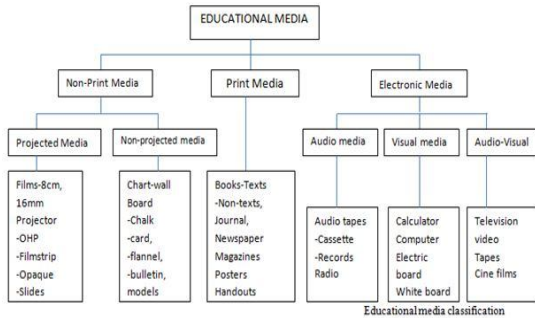 EDUCATIONAL MEDIA
Non-Print Media
Print Media
Electronic Media
Projected Media
Non-projected media
Audio media
Visual media
Audio-Visual
Films-8cm,
16mm
Projector
-OHP
-Filmstrip
-Opaque
-Slides
Chart-wall
Board
-Chalk
-card,
-flannel,
-bulletin,
models
Books-Texts
-Non-texts,
Journal,
Newspaper
Magazines
Posters
Handouts
Audio tapes
-Cassette
-Records
Radio
Calculator
Computer
Electric
board
White board
Television
video
Tapes
Cine films
Educational media classification